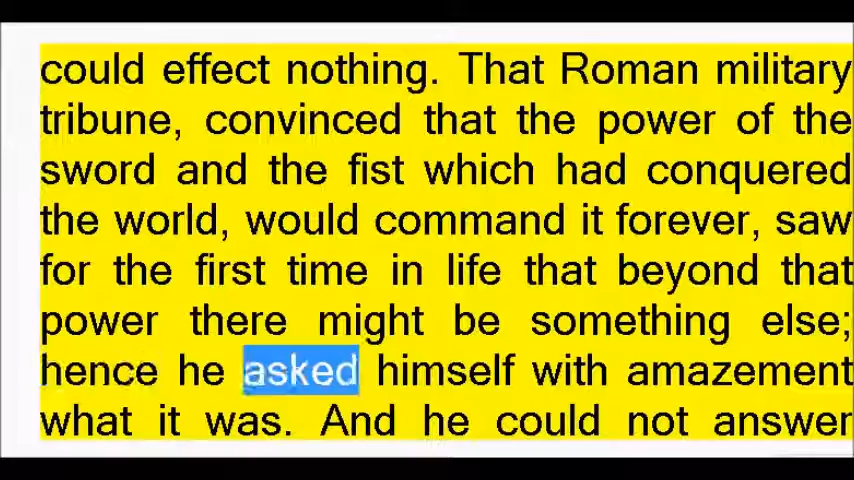 could effect nothing. That Roman military
tribune, convinced that the power of the
sword and the fist which had conquered
the world, would command it forever, saw
for the first time in life that beyond that
power there might be something else;
hence he asked himself with amazement
what it was. And he could not answer